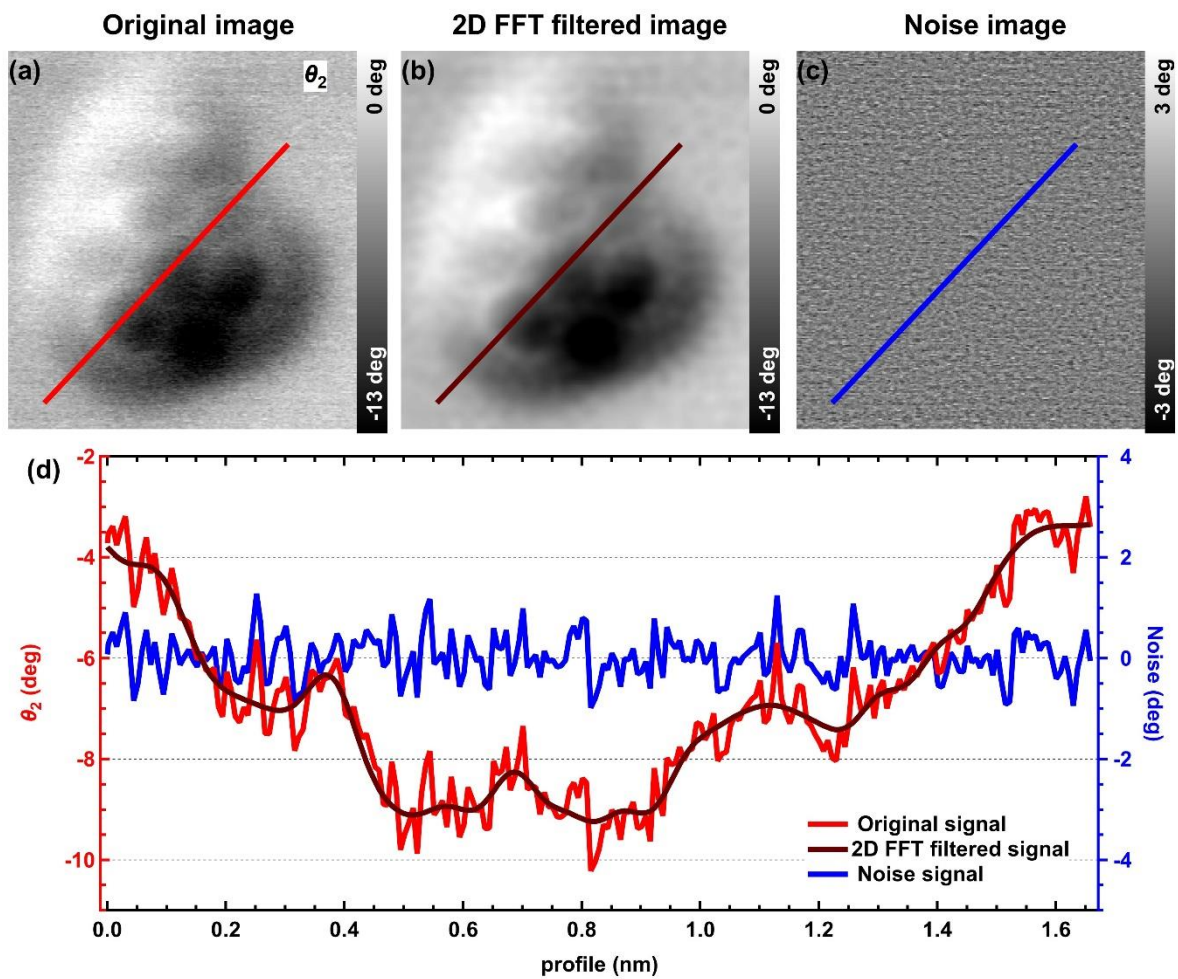 Original image
2D FFT filtered image
Noise image
(a)
θ2
0 deg
-13 deg
(b)
0 deg
-13 deg
(c)
3 deg
-3 deg
(d)
-2
-4
-6
-8
-10
θ2 (deg)
4
2
0
-2
-4
Noise (deg)
Original signal
2D FFT filtered signal
Noise signal
0.0 0.2 0.4 0.6 0.8 1.0 1.2 1.4 1.6
profile (nm)